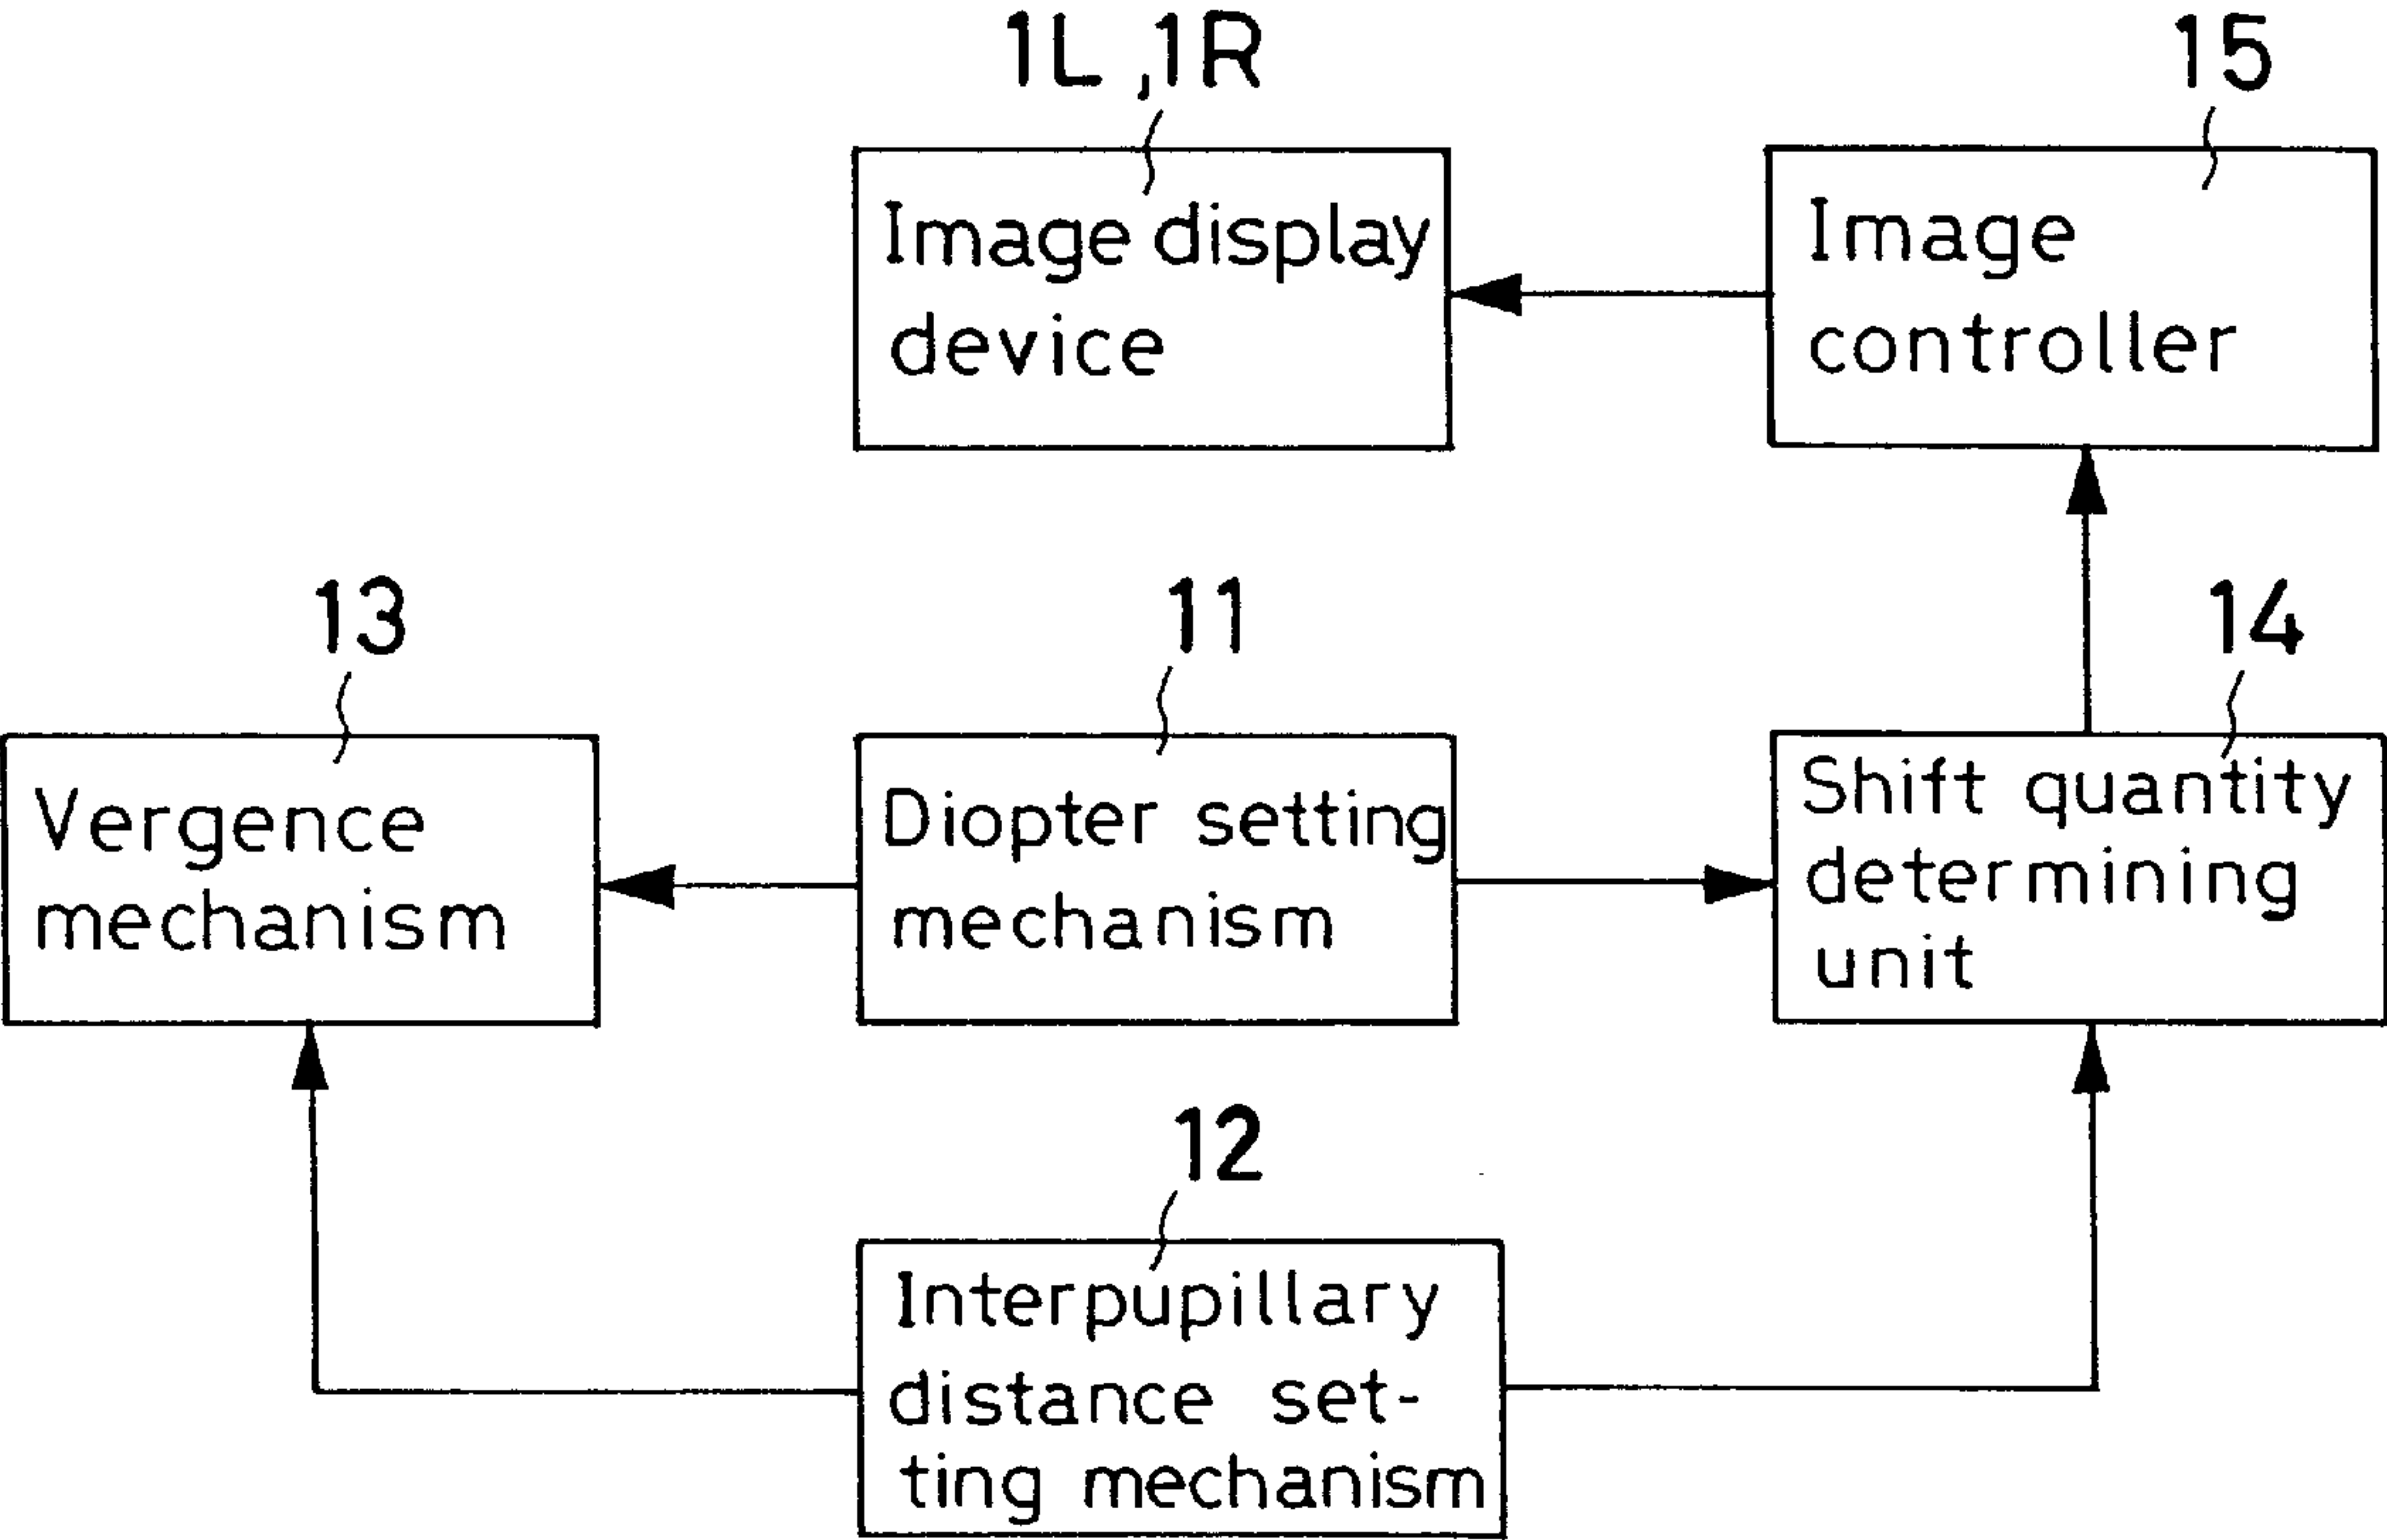 1L ,1R
Image display
device
15
Image
controller
13
Vergence
mechanism
11
Diopter setting
mechanism
14
Shift quantity
determining
unit
12
Interpupillary
distance set-
ting mechanism